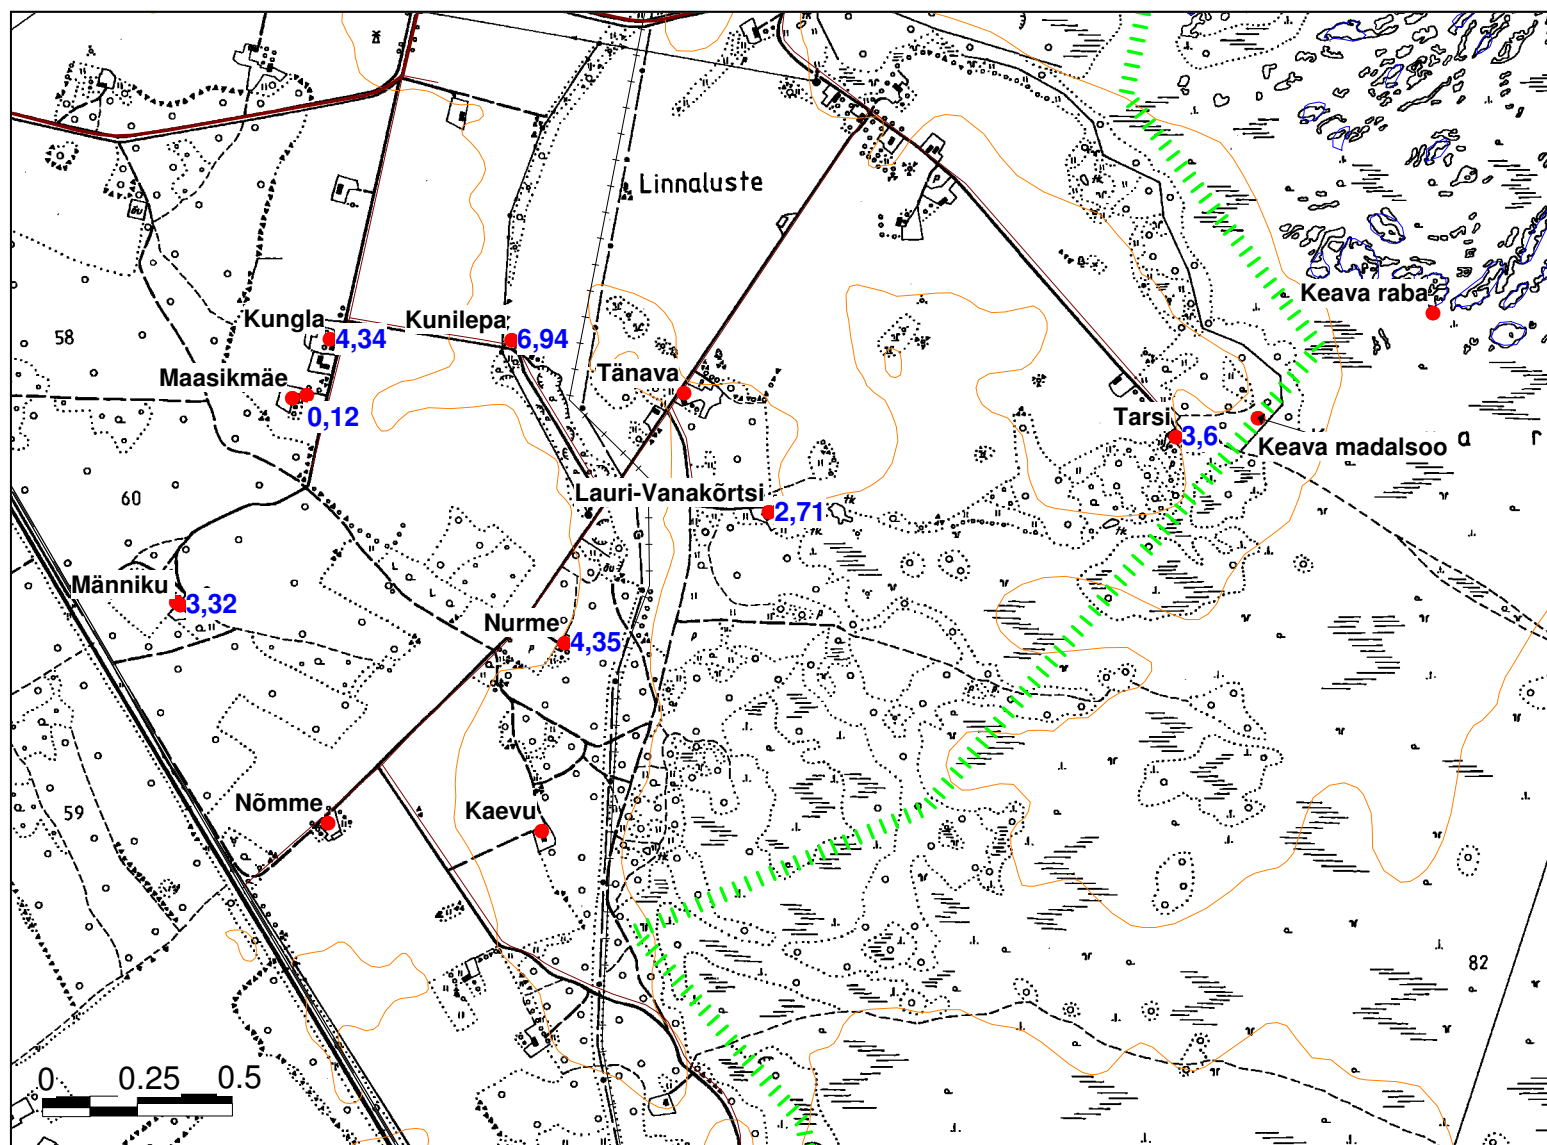 Linnaluste
Keava raba
Kungla
4,34
Kunilepa
6,94
58
Maasikmäe
0,12
Tänava
Tarsi
3,6
Keava madalsoo
a r
60
Lauri-Vanakõrtsi
2,71
Männiku
3,32
Nurme
4,35
59
Nõmme
Kaevu
82
0 0.25 0.5